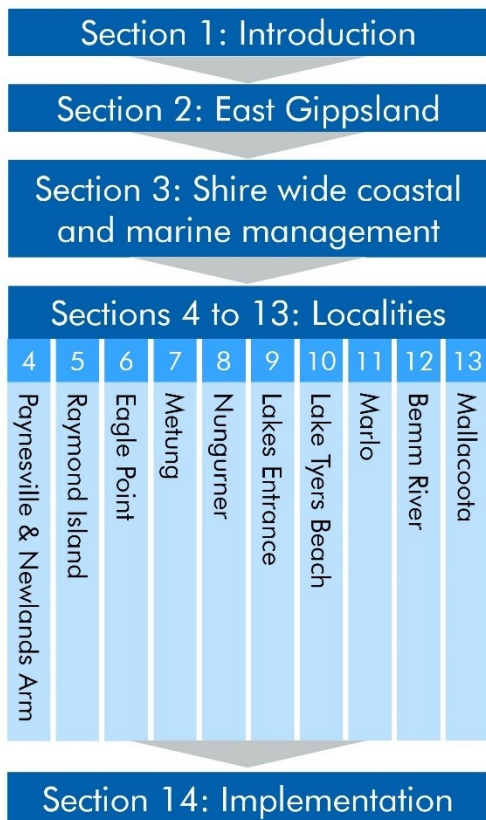 Section 1: Introduction
Section 2: East Gippsland
Section 3: Shire wide coastal
and marine management
Sections 4 to 13: Localities
4
Paynesville & Newlands Arm
5
Raymond Island
6
Eagle Point
7
Metung
8
Nungurner
9
Lakes Entrance
10
Lake Tyers Beach
11
Marlo
12
Bemm River
13
Mallacoota
Section 14: Implementation